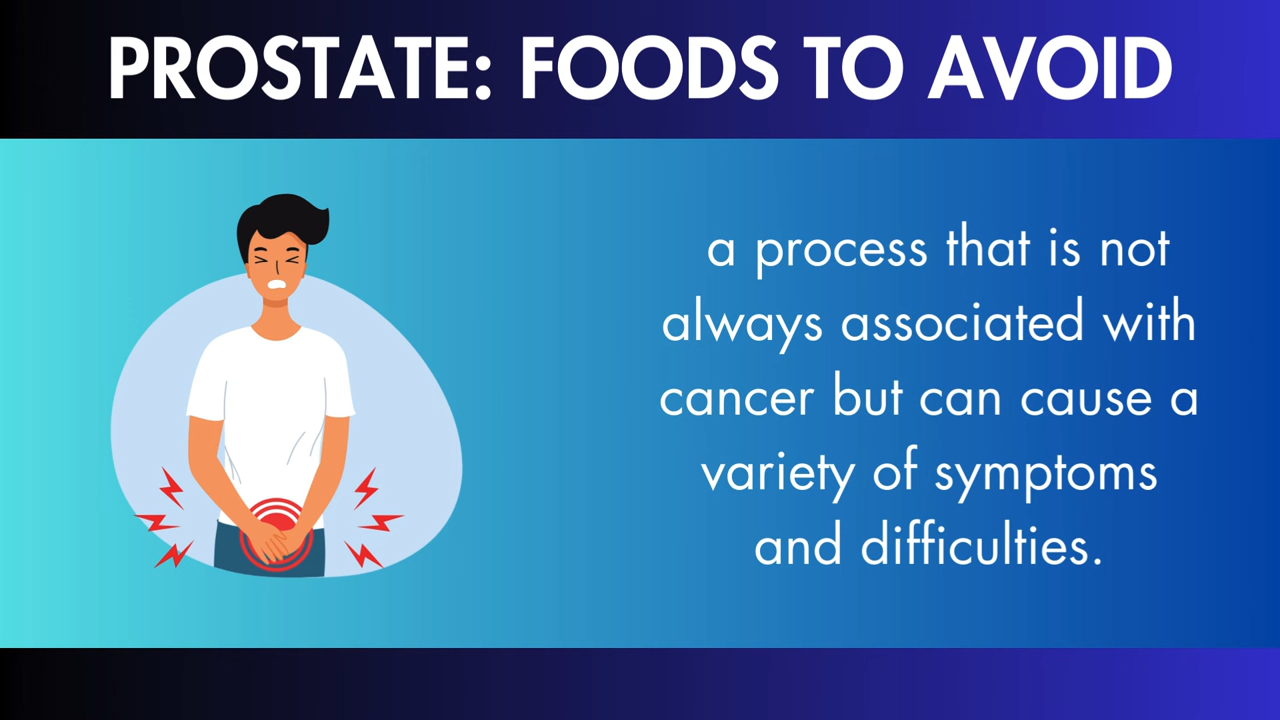 PROSTATE: FOODS TO AVOID
a process that is not
always associated with
cancer but can cause a
variety of symptoms
and difficulties.